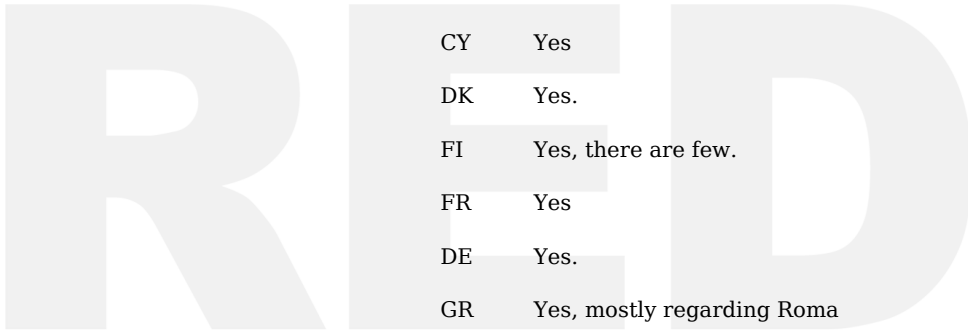 RED
CY Yes
DK Yes.
FI Yes, there are few.
FR Yes
DE Yes.
GR Yes, mostly regarding Roma